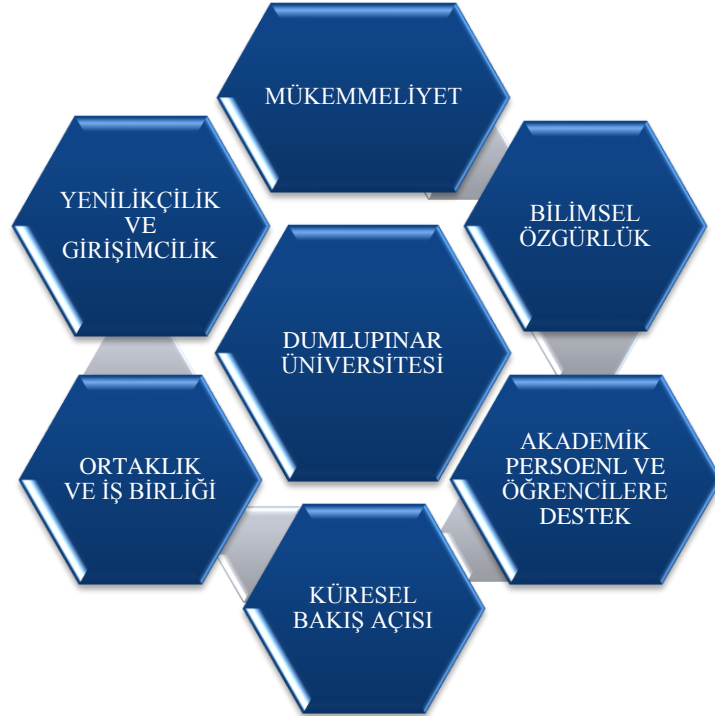 MÜKEMMELİYET
BİLİMSEL
ÖZGÜRLÜK
AKADEMİK
PERSOENL VE
ÖĞRENCİLERE
DESTEK
KÜRESEL
BAKIŞ AÇISI
ORTAKLIK
VE İŞ BİRLİĞİ
YENİLİKÇİLİK
VE
GİRİŞİMCİLİK
DUMLUPINAR
ÜNİVERSİTESİ